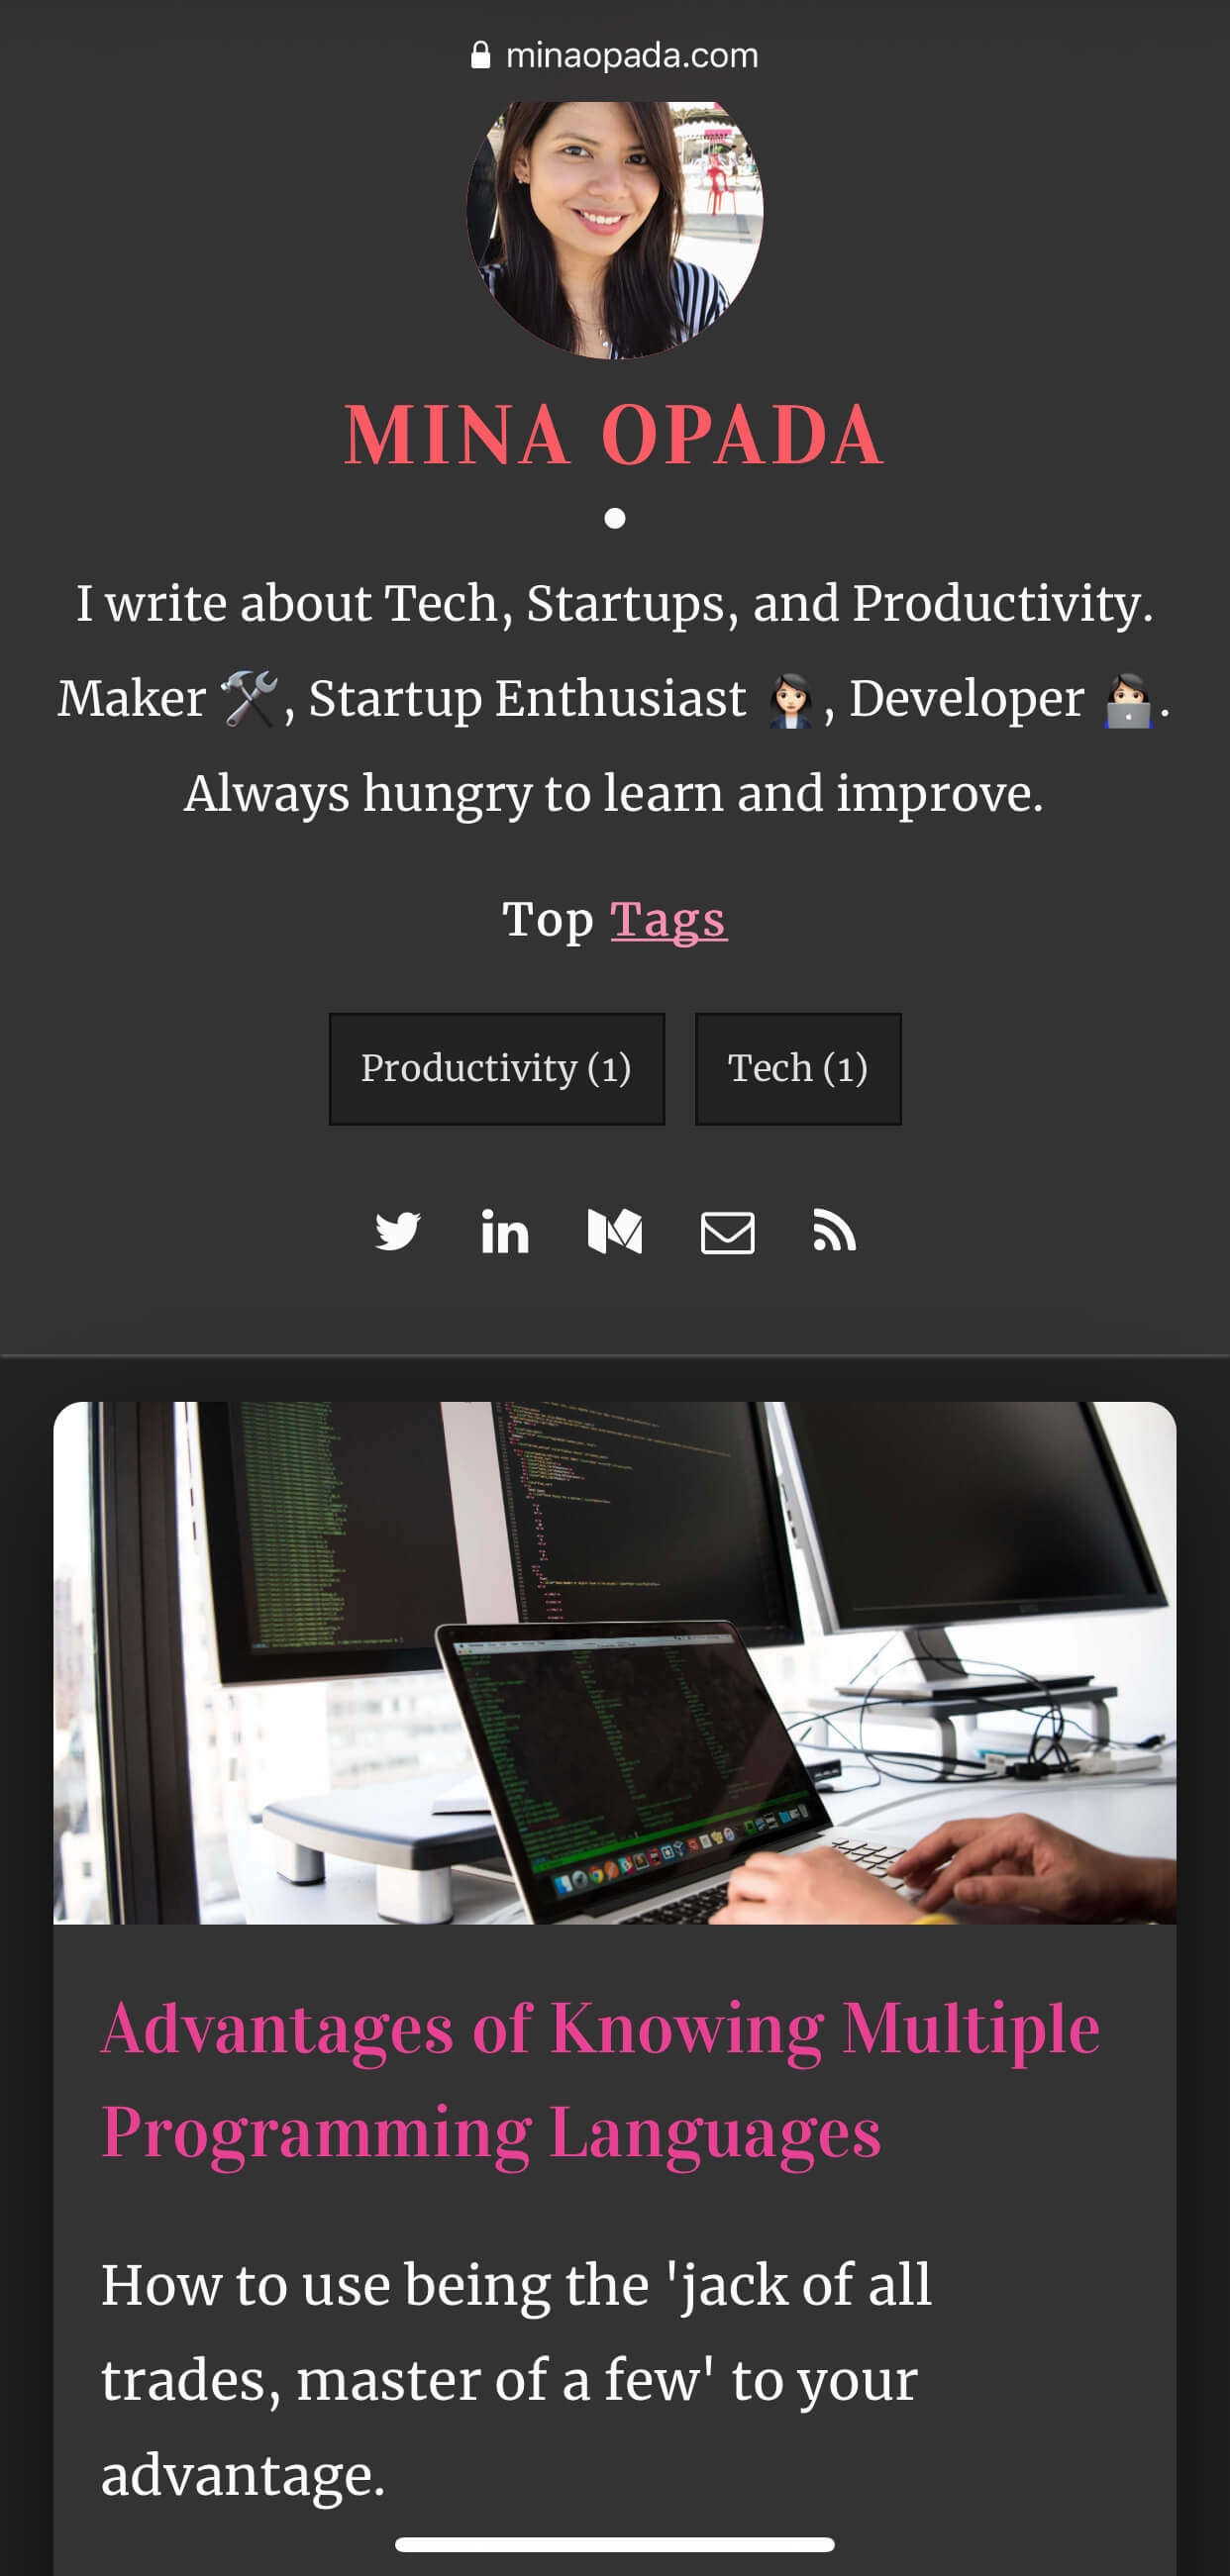 minaopada.com
MINA OPADA
I write about Tech, Startups, and Productivity.
Maker 🛠, Startup Enthusiast 👩🏻‍💼, Developer 👩🏻‍💻.
Always hungry to learn and improve.
Top Tags
Productivity (1)
Tech (1)
Advantages of Knowing Multiple
Programming Languages
How to use being the 'jack of all
trades, master of a few' to your
advantage.